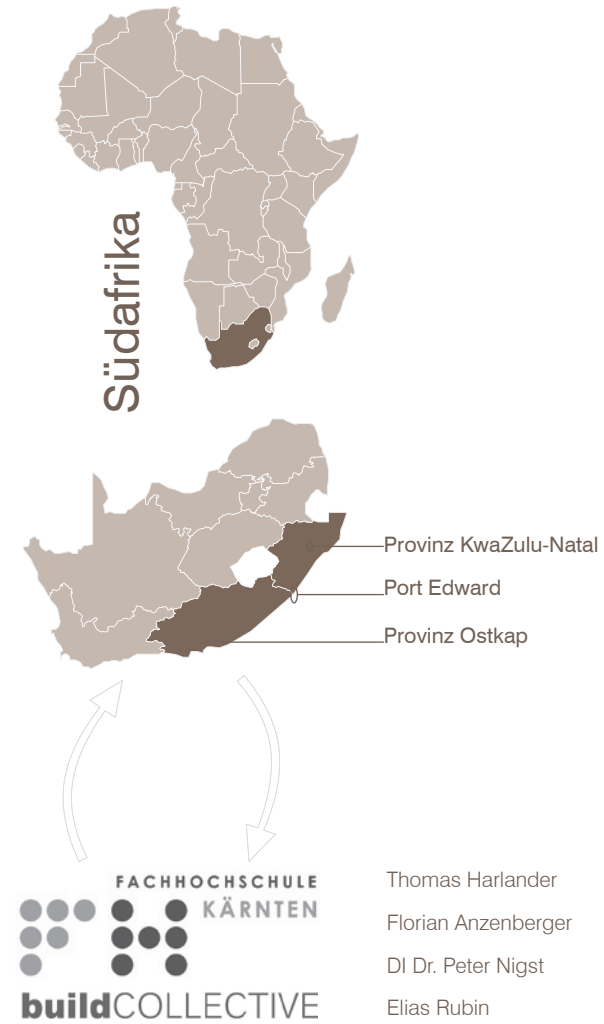 Südafrika
Provinz KwaZulu-Natal
Port Edward
Provinz Ostkap
FACHHOCHSCHULE
KÄRNTEN
FH
buildCOLLECTIVE
Thomas Harlander
Florian Anzenberger
DI Dr. Peter Nigst
Elias Rubin